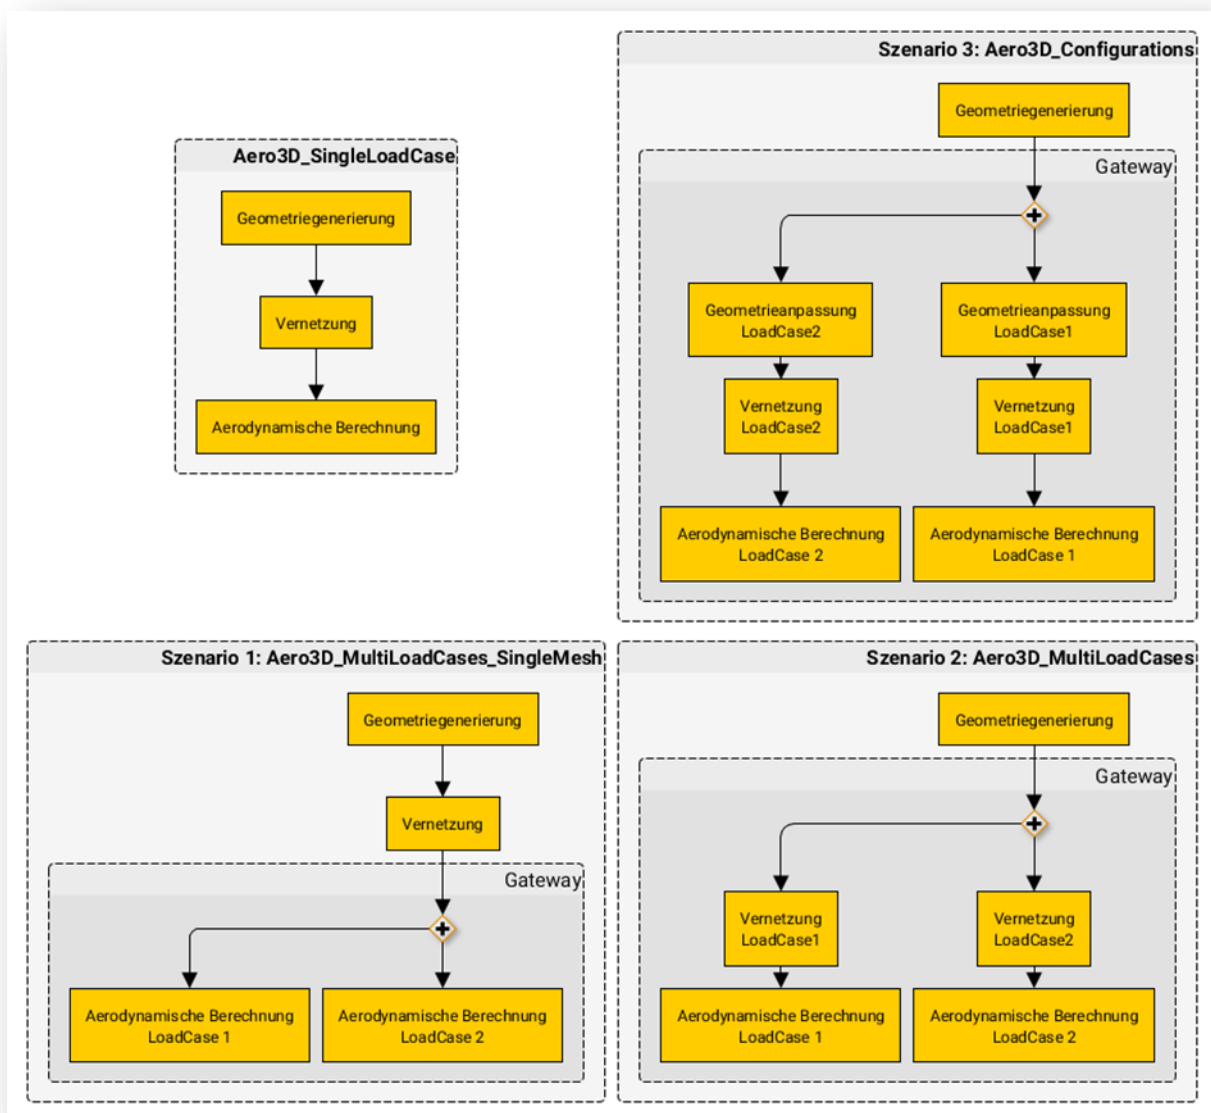 Aero3D_SingleLoadCase
Geometriegenerierung
Vernetzung
Aerodynamische Berechnung
Szenario 3: Aero3D_Configurations
Geometriegenerierung
Gateway
Geometrieanpassung
LoadCase2
Geometrieanpassung
LoadCase1
Vernetzung
LoadCase2
Vernetzung
LoadCase1
Aerodynamische Berechnung
LoadCase 2
Aerodynamische Berechnung
LoadCase 1
Szenario 1: Aero3D_MultiLoadCases_SingleMesh
Geometriegenerierung
Vernetzung
Gateway
Aerodynamische Berechnung
LoadCase 1
Aerodynamische Berechnung
LoadCase 2
Szenario 2: Aero3D_MultiLoadCases
Geometriegenerierung
Gateway
Vernetzung
LoadCase1
Vernetzung
LoadCase2
Aerodynamische Berechnung
LoadCase 1
Aerodynamische Berechnung
LoadCase 2